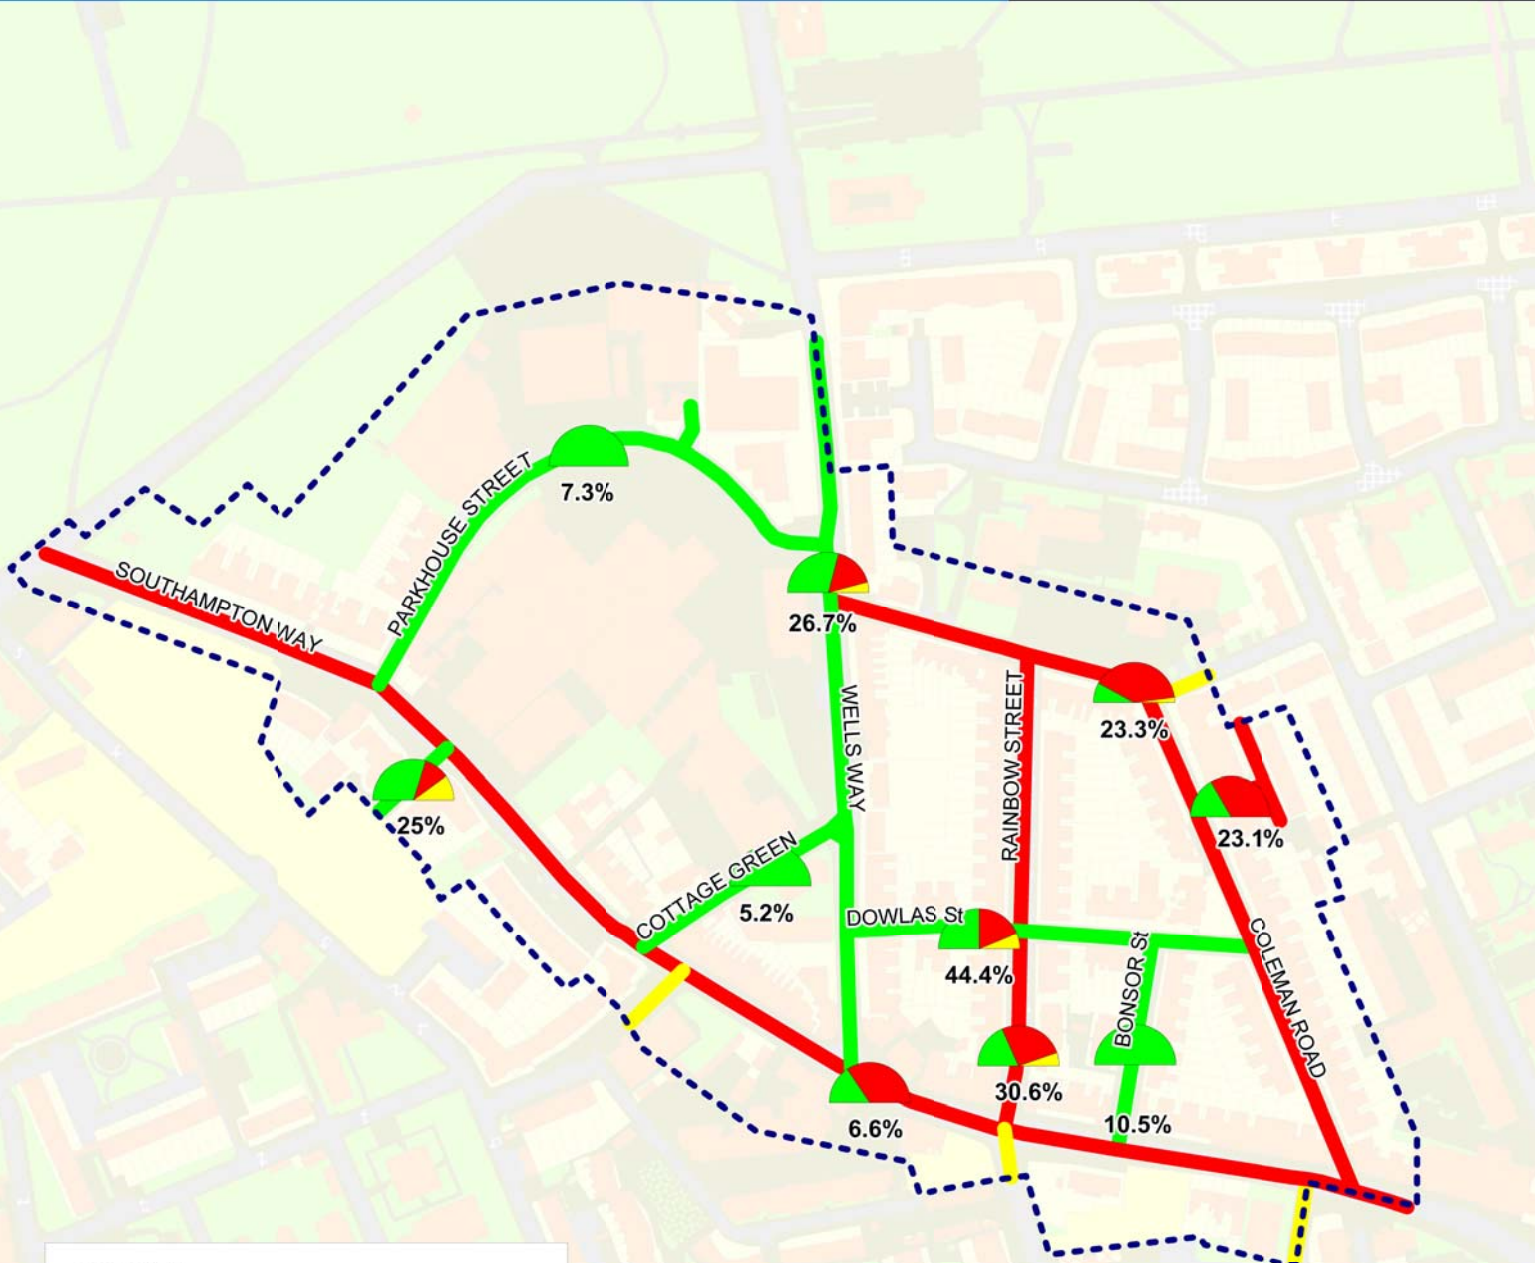 PARKHOUSE STREET
7.3%
SOUTHAMPTON WAY
26.7%
WELLS WAY
RAINBOW STREET
23.3%
25%
23.1%
COTTAGE GREEN
5.2%
DOWLAS St
44.4%
BONSOR St
COLEMAN ROAD
30.6%
6.6%
10.5%